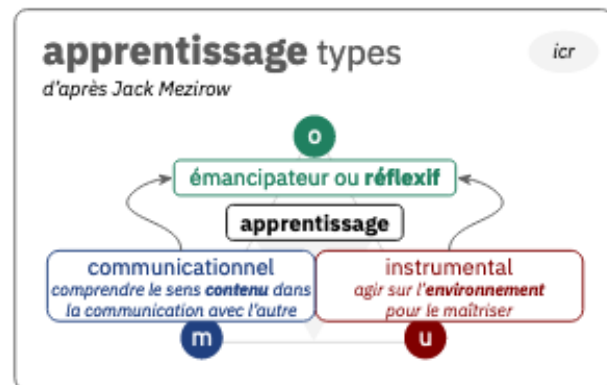 apprentissage types
icr
d'après Jack Mezirow
o
émancipateur ou réflexif
apprentissage
communicationnel
comprendre le sens contenu dans
la communication avec l'autre
instrumental
agir sur l'environnement
pour le maîtriser
m
u